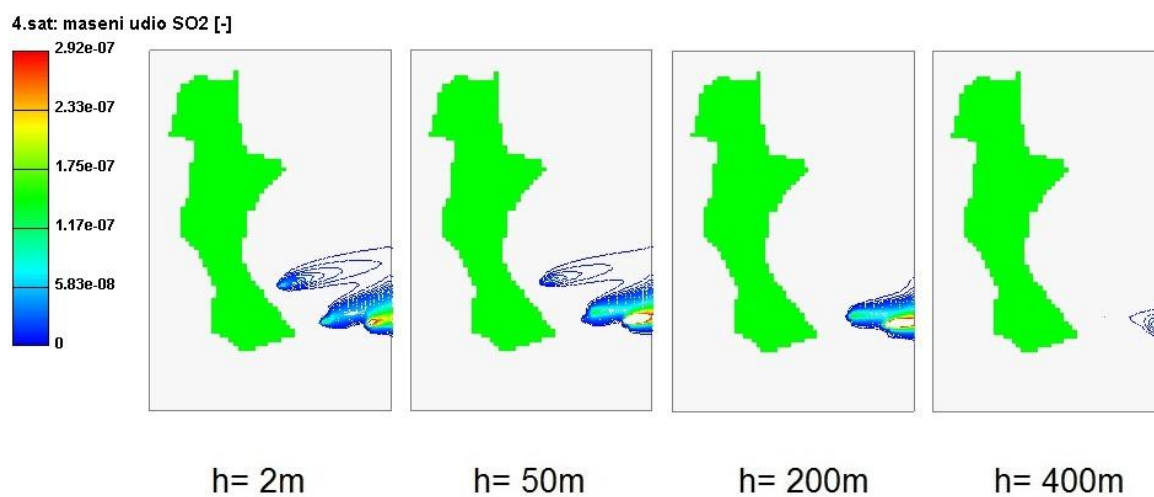 4.sat: maseni udio SO2 [-]
2.92e-07
2.33e-07
1.75e-07
1.17e-07
5.83e-08
0
h= 2m
h= 50m
h= 200m
h= 400m